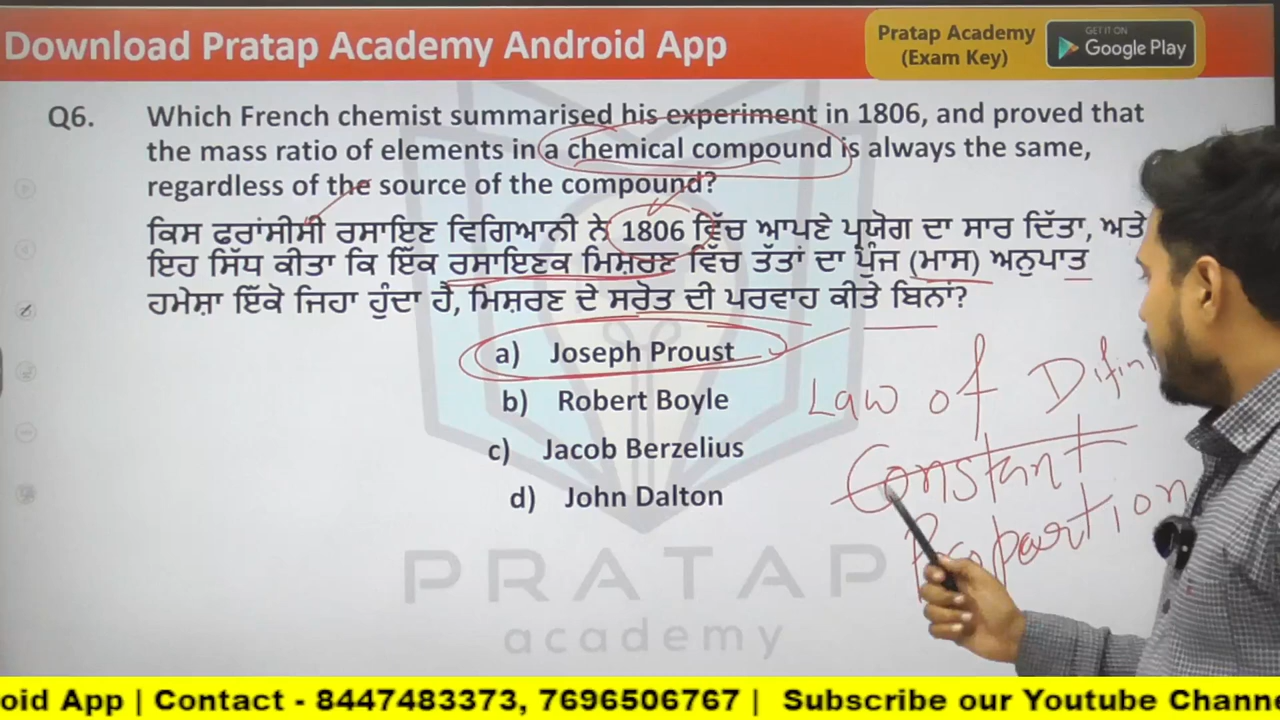 Download Pratap Academy Android App
Pratap Academy
(Exam Key)
GET IT ON
Google Play
Q6. Which French chemist summarised his experiment in 1806, and proved that
the mass ratio of elements in a chemical compound is always the same,
regardless of the source of the compound?
ਕਿਸ ਫਰਾਂਸੀਸੀ ਰਸਾਇਣ ਵਿਗਿਆਨੀ ਨੇ 1806 ਵਿੱਚ ਆਪਣੇ ਪ੍ਰਯੋਗ ਦਾ ਸਾਰ ਦਿੱਤਾ, ਅਤੇ
ਇਹ ਸਿੱਧ ਕੀਤਾ ਕਿ ਇੱਕ ਰਸਾਇਣਕ ਮਿਸ਼ਰਣ ਵਿੱਚ ਤੱਤਾਂ ਦਾ ਪੁੰਜ (ਮਾਸ) ਅਨੁਪਾਤ
ਹਮੇਸ਼ਾ ਇੱਕੋ ਜਿਹਾ ਹੁੰਦਾ ਹੈ, ਮਿਸ਼ਰਣ ਦੇ ਸਰੋਤ ਦੀ ਪਰਵਾਹ ਕੀਤੇ ਬਿਨਾਂ?
a) Joseph Proust
b) Robert Boyle
c) Jacob Berzelius
d) John Dalton
Law of
Constant
Propartion
PRATAP
academy
oid App | Contact - 8447483373, 7696506767 | Subscribe our Youtube Channe